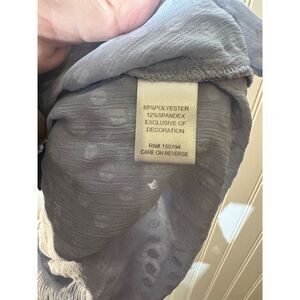 88%POLYESTER
12%SPANDEX
EXCLUSIVE OF
DECORATION
RN# 150194
CARE ON REVERSE